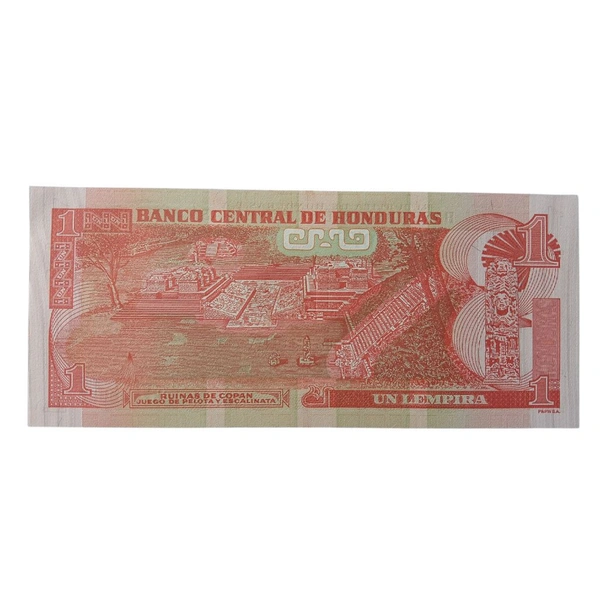 1 BANCO CENTRAL DE HONDURAS 1
1 RUINAS DE COPAN
JUEGO DE PELOTA Y ESCALINATA
UN LEMPIRA 1